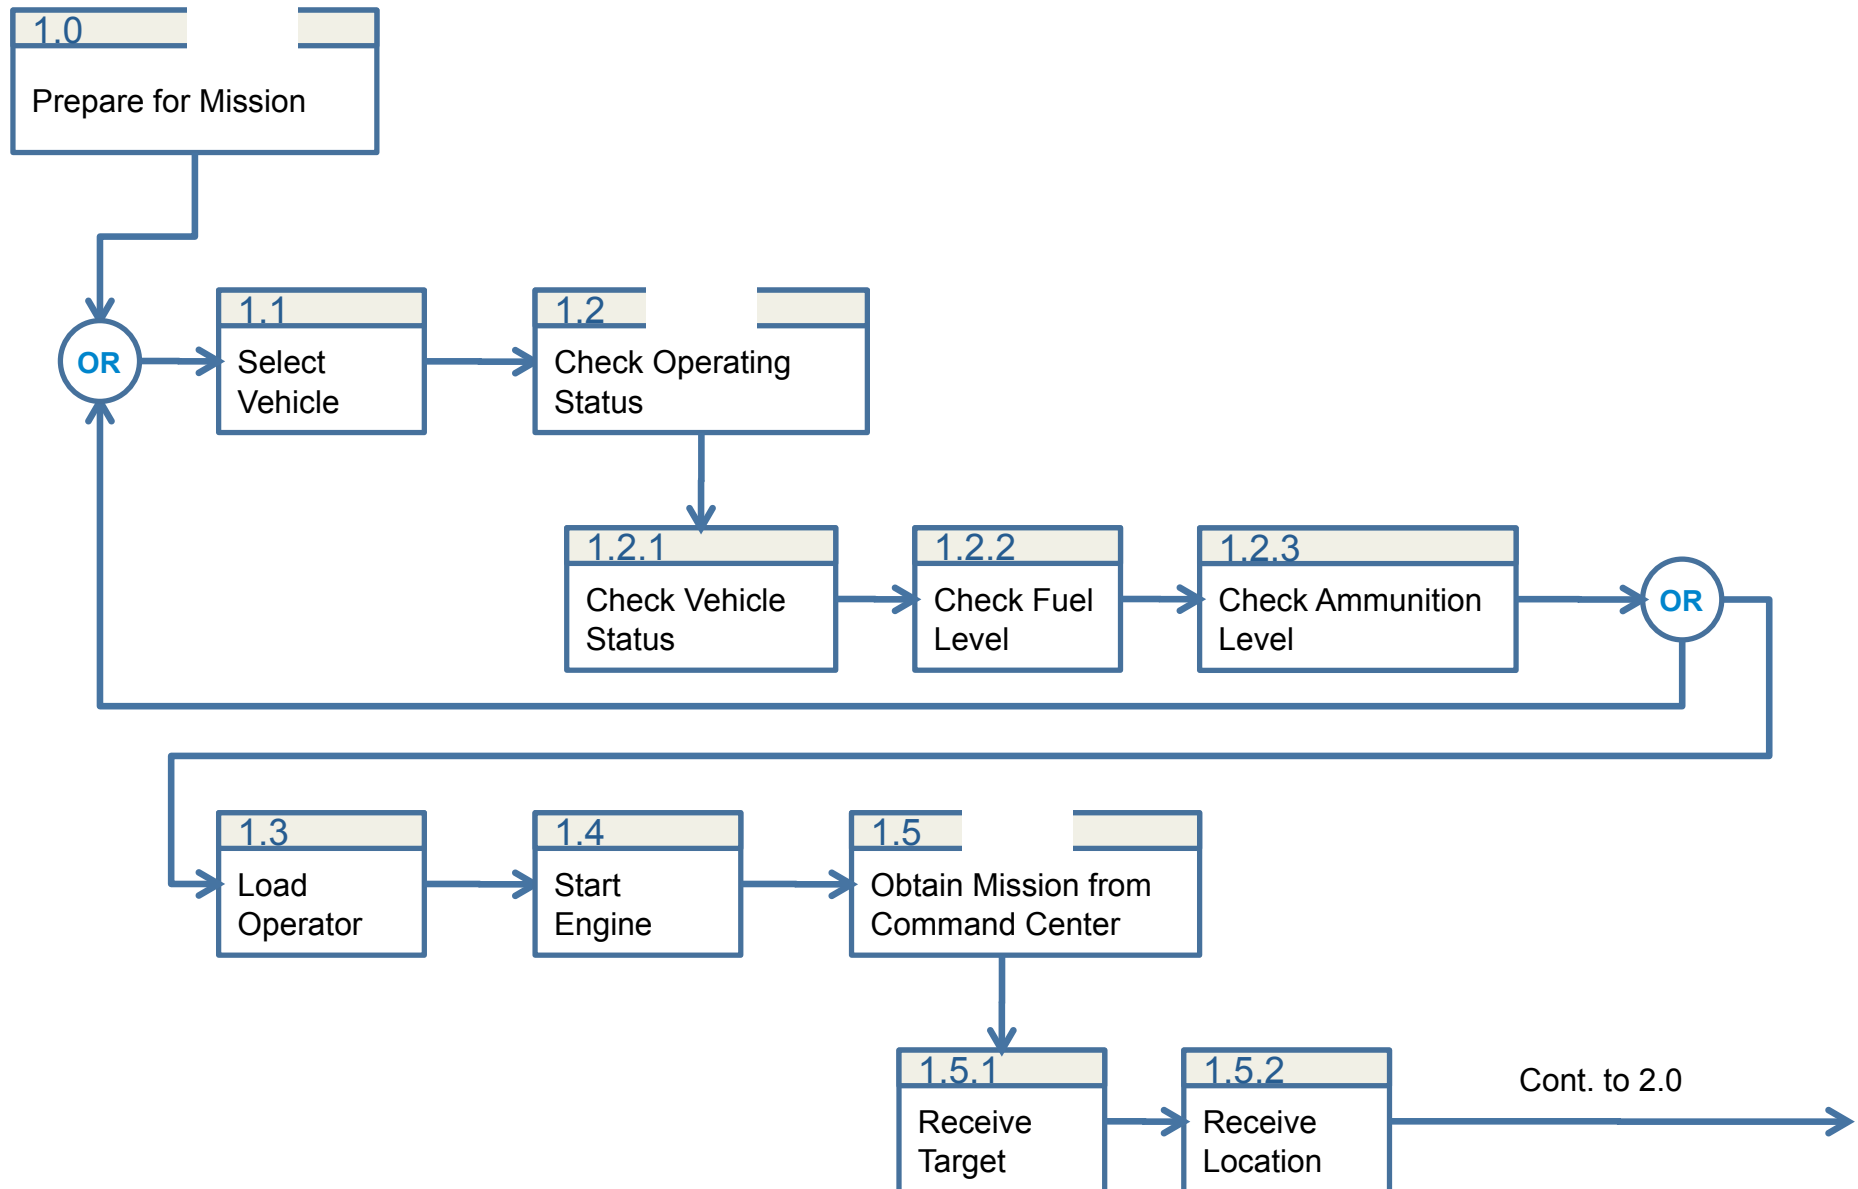 1.0
Prepare for Mission
OR
1.1
Select
Vehicle
1.2
Check Operating
Status
1.2.1
Check Vehicle
Status
1.2.2
Check Fuel
Level
1.2.3
Check Ammunition
Level
OR
1.3
Load
Operator
1.4
Start
Engine
1.5
Obtain Mission from
Command Center
1.5.1
Receive
Target
1.5.2
Receive
Location
Cont. to 2.0